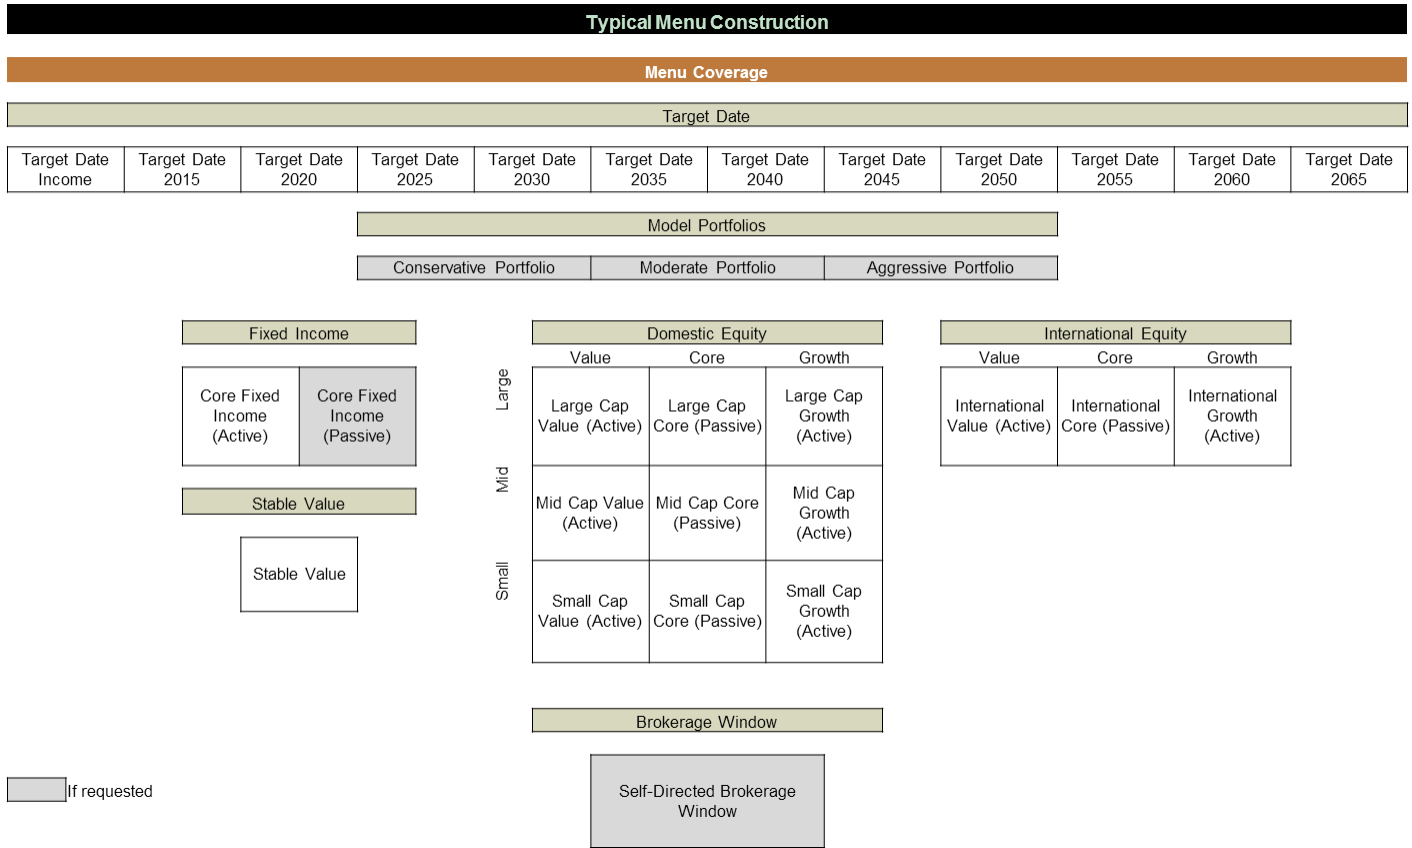 Typical Menu Construction
Menu Coverage
Target Date
Target Date Income
Target Date 2015
Target Date 2020
Target Date 2025
Target Date 2030
Target Date 2035
Target Date 2040
Target Date 2045
Target Date 2050
Target Date 2055
Target Date 2060
Target Date 2065
Model Portfolios
Conservative Portfolio
Moderate Portfolio
Aggressive Portfolio
Fixed Income
Core Fixed
Income
(Active)
Core Fixed
Income
(Passive)
Stable Value
Stable Value
Domestic Equity
Value
Core
Growth
Large
Large Cap
Value (Active)
Large Cap
Core (Passive)
Large Cap
Growth
(Active)
Mid
Mid Cap Value
(Active)
Mid Cap Core
(Passive)
Mid Cap
Growth
(Active)
Small
Small Cap
Value (Active)
Small Cap
Core (Passive)
Small Cap
Growth
(Active)
International Equity
Value
Core
Growth
International
Value (Active)
International
Core (Passive)
International
Growth
(Active)
Brokerage Window
Self-Directed Brokerage
Window
If requested